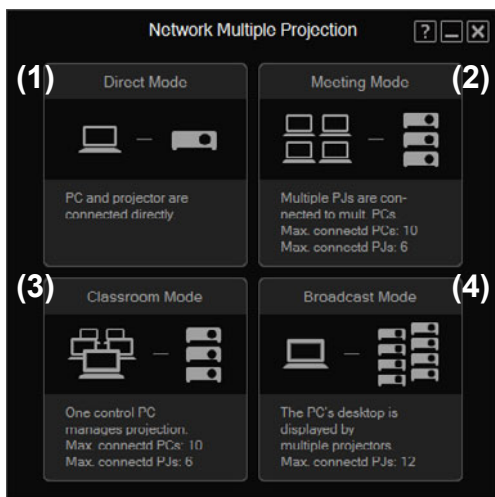 Network Multiple Projection
?
(1)
Direct Mode
PC and projector are
connected directly
(2)
Meeting Mode
Multiple PJs are con-
nected to mult. PCs
Max. connectd PCs: 10
Max. connectd PJs: 6
(3)
Classroom Mode
One control PC
manages projection.
Max. connectd PCs: 10
Max. connectd PJs: 6
(4)
Broadcast Mode
The PC's desktop is
displayed by
multiple projectors.
Max. connectd PJs: 12